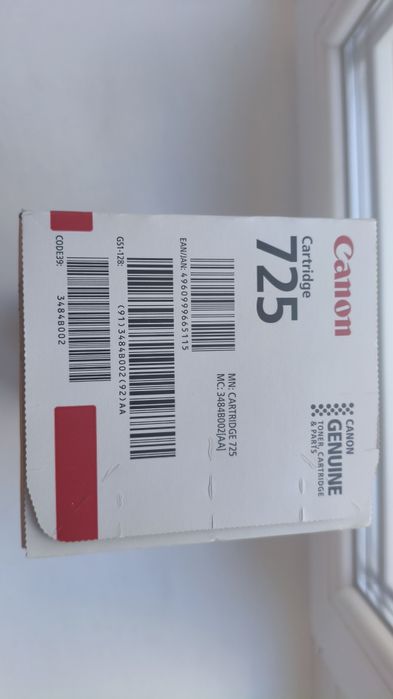 Canon
Cartridge
725
CANON
GENUINE
TONER, CARTRIDGE
& PARTS
MN: CARTRIDGE 725
MC: 3484B002[AA]
EAN/JAN: 4960999665115
GS1-128:
(91)3484B002(92)AA
CODE39:
3484B002